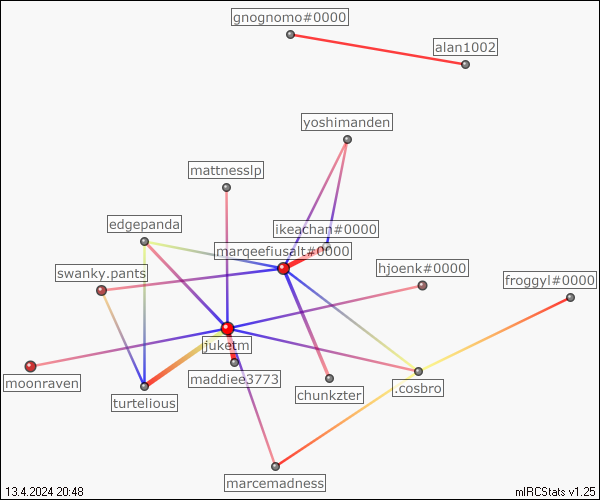 gnognomo#0000
alan1002
yoshimanden
mattnesslp
edgepanda
ikeachan#0000
marqeefiusalt#0000
swanky.pants
hjoenk#0000
froggyl#0000
juketm
moonraven
maddiee3773
.cosbro
chunkzter
turtelious
marcemadness
13.4.2024 20:48
mIRCStats v1.25